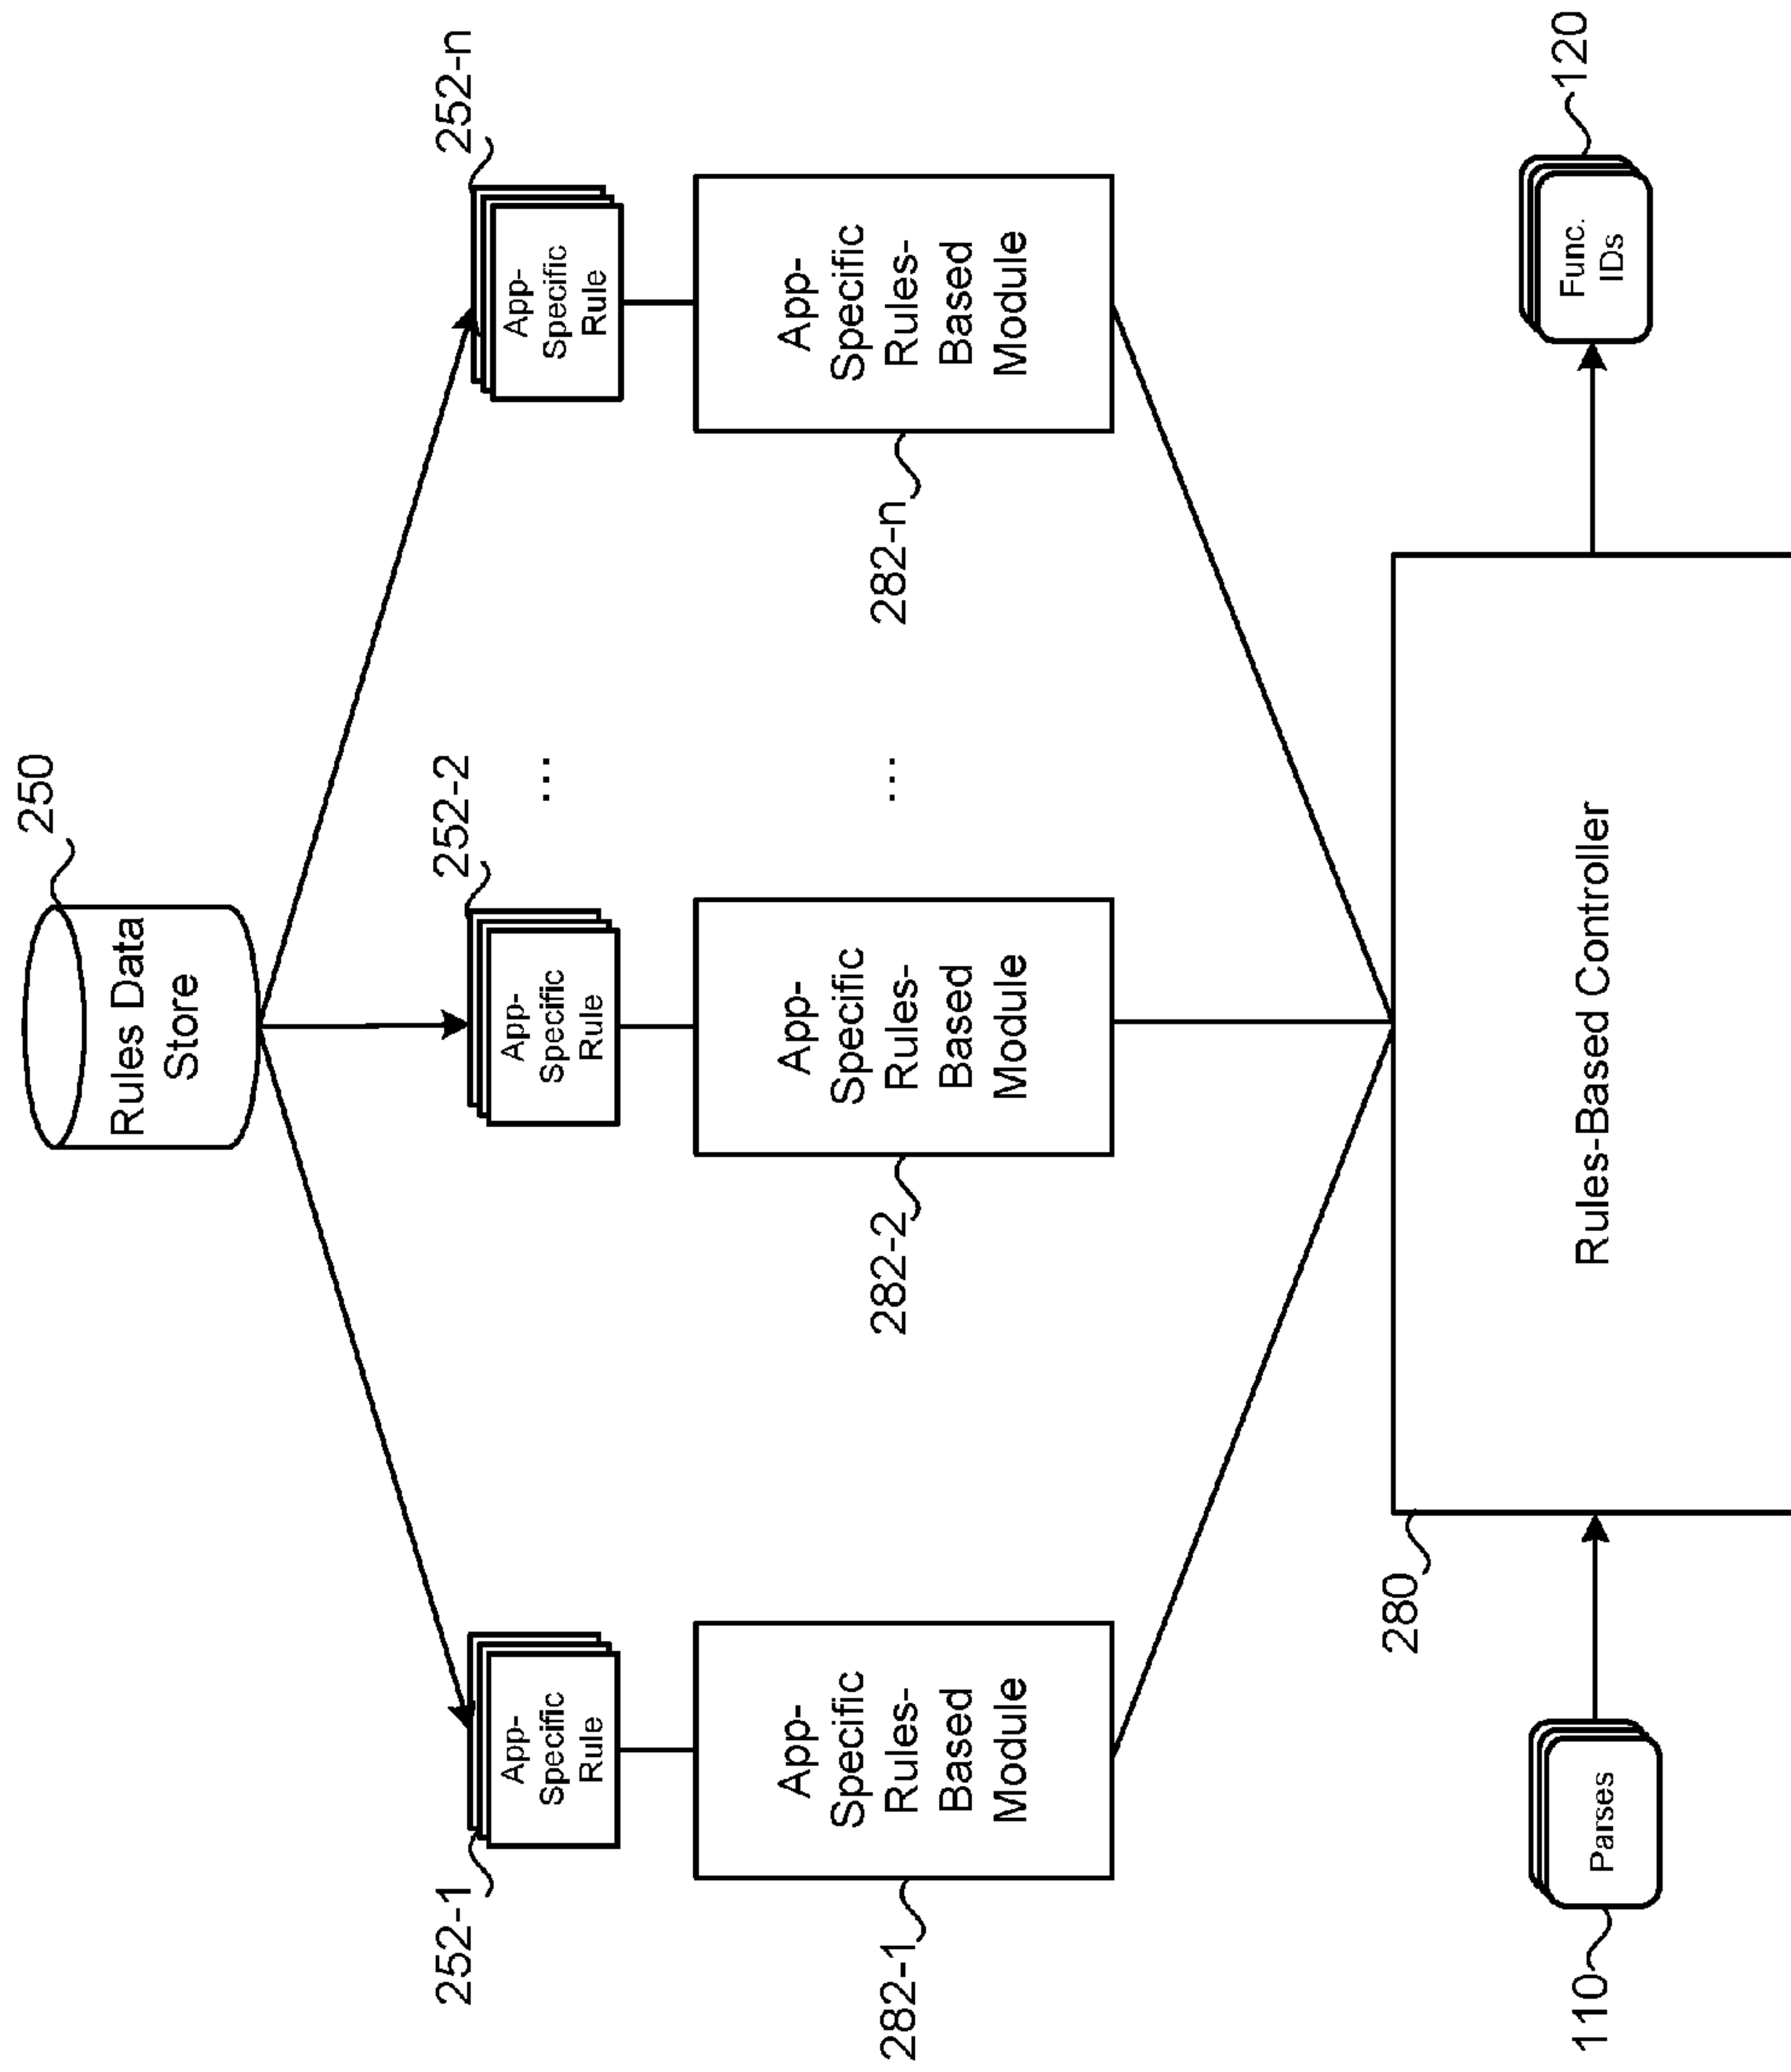 250
Rules Data
Store
252-1
App-
Specific
Rule
252-2
App-
Specific
Rule
...
252-n
App-
Specific
Rule
282-1
App-
Specific
Rules-
Based
Module
282-2
App-
Specific
Rules-
Based
Module
...
282-n
App-
Specific
Rules-
Based
Module
280
Rules-Based Controller
110
Parses
120
Func.
IDs